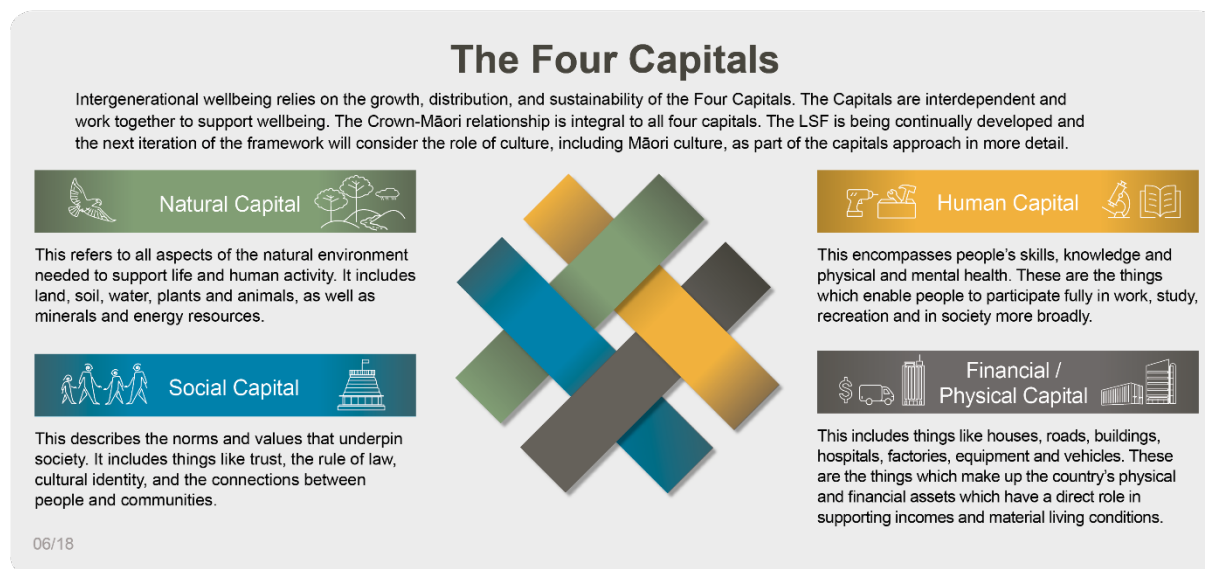 The Four Capitals
Intergenerational wellbeing relies on the growth, distribution, and sustainability of the Four Capitals. The Capitals are interdependent and
work together to support wellbeing. The Crown-Māori relationship is integral to all four capitals. The LSF is being continually developed and
the next iteration of the framework will consider the role of culture, including Māori culture, as part of the capitals approach in more detail.
Natural Capital
This refers to all aspects of the natural environment
needed to support life and human activity. It includes
land, soil, water, plants and animals, as well as
minerals and energy resources.
Social Capital
This describes the norms and values that underpin
society. It includes things like trust, the rule of law,
cultural identity, and the connections between
people and communities.
Human Capital
This encompasses people’s skills, knowledge and
physical and mental health. These are the things
which enable people to participate fully in work, study,
recreation and in society more broadly.
Financial /
Physical Capital
$
This includes things like houses, roads, buildings,
hospitals, factories, equipment and vehicles. These
are the things which make up the country’s physical
and financial assets which have a direct role in
supporting incomes and material living conditions.
06/18